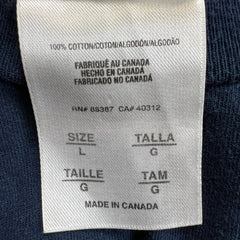 100% COTTON/COTON/ALGODÓN/ALGODÃO
FABRIQUÉ AU CANADA
HECHO EN CANADA
FABRICADO NO CANADÁ
RN# 85387 CA# 40312
SIZE TALLA
L G
TAILLE TAM
G G
MADE IN CANADA